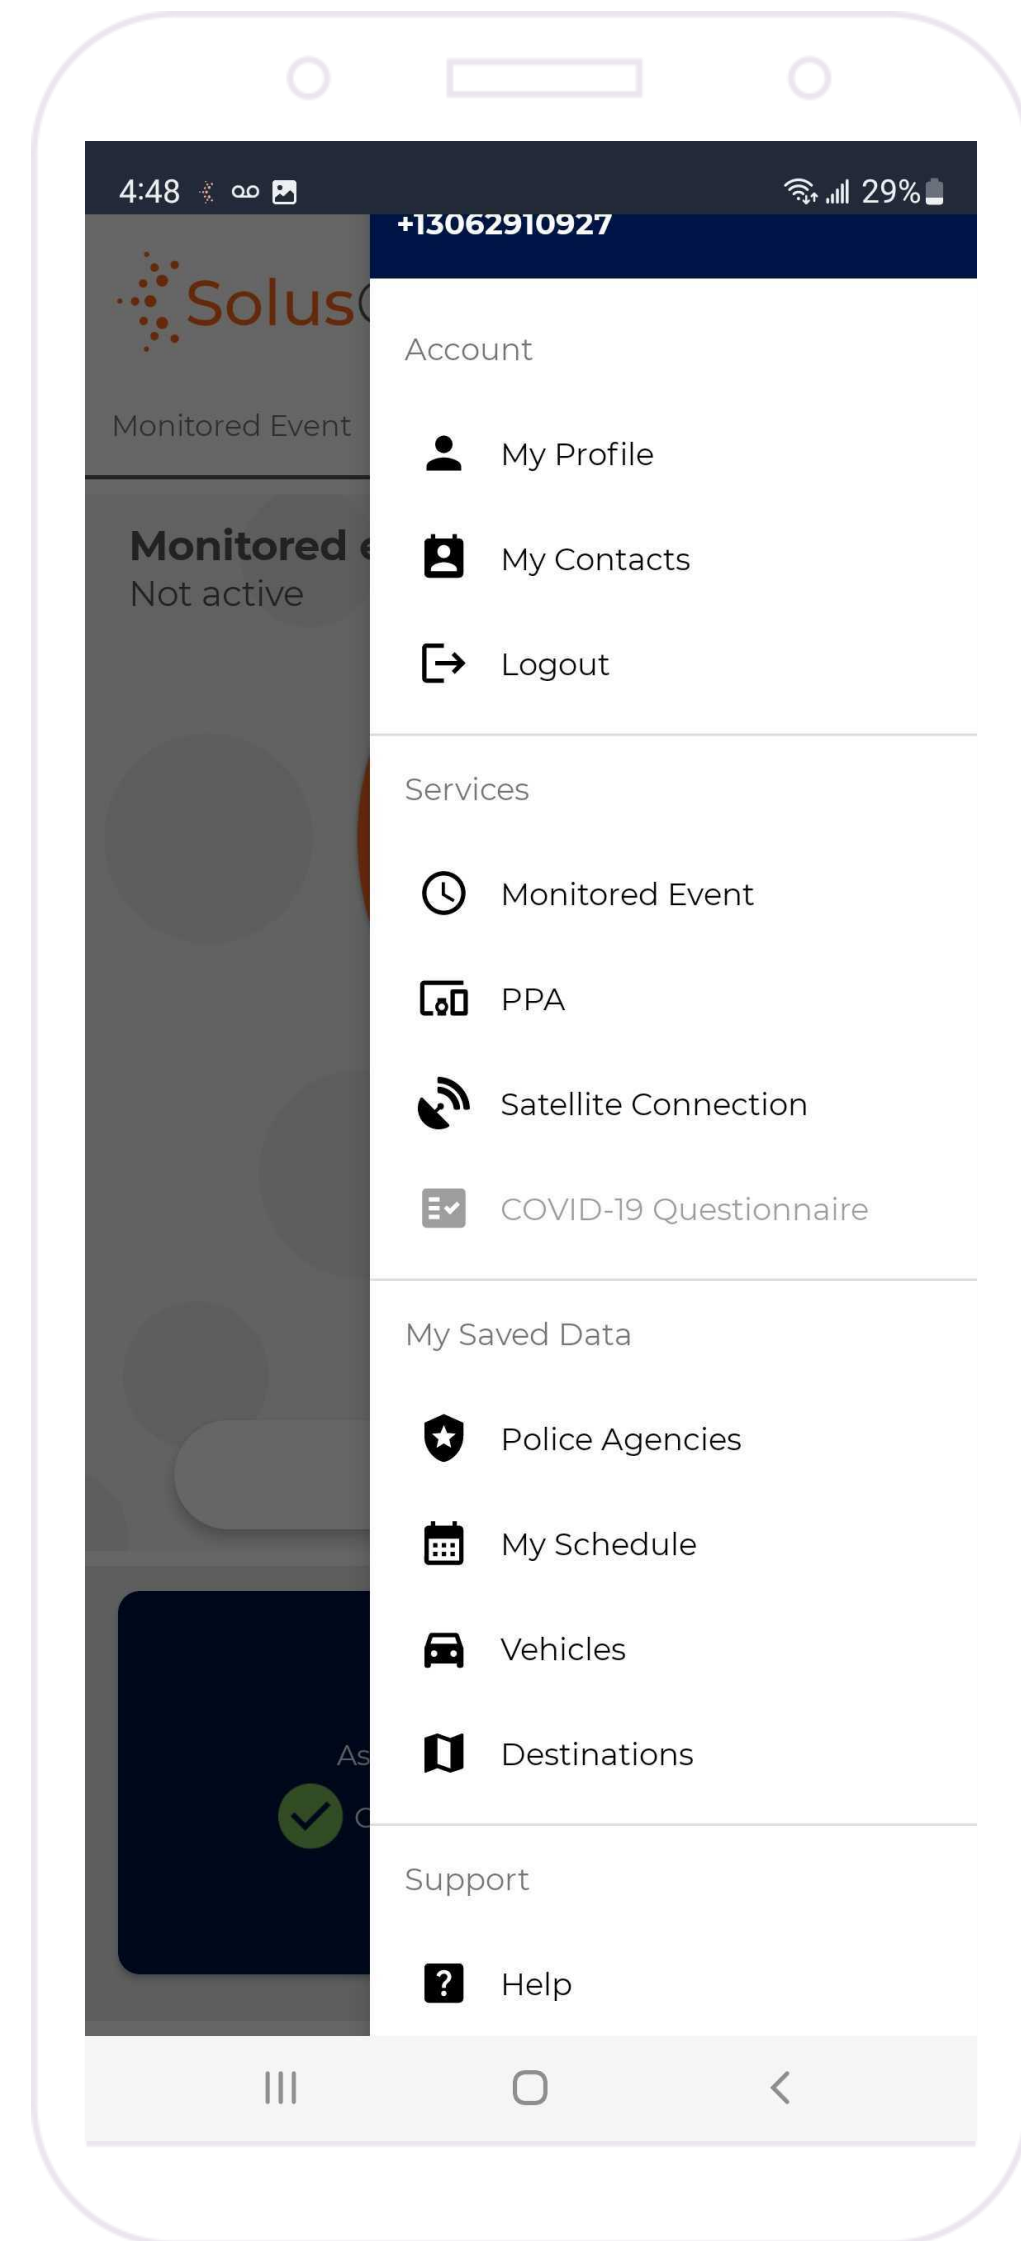 4:48
29%
+13062910927
Solus
Monitored Event
Monitored
Not active
Account
My Profile
My Contacts
Logout
Services
Monitored Event
PPA
Satellite Connection
COVID-19 Questionnaire
My Saved Data
Police Agencies
My Schedule
Vehicles
Destinations
As
Support
Help